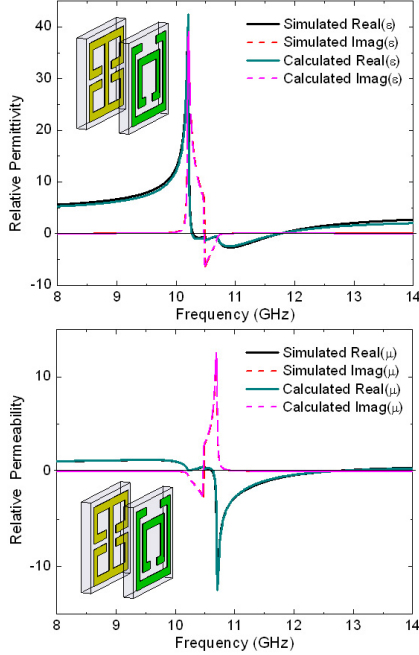 Simulated Real(ε)
Simulated Imag(ε)
Calculated Real(ε)
Calculated Imag(ε)
Relative Permittivity
40
30
20
10
0
-10
8 9 10 11 12 13 14
Frequency (GHz)
Simulated Real(μ)
Simulated Imag(μ)
Calculated Real(μ)
Calculated Imag(μ)
Relative Permeability
10
0
-10
8 9 10 11 12 13 14
Frequency (GHz)